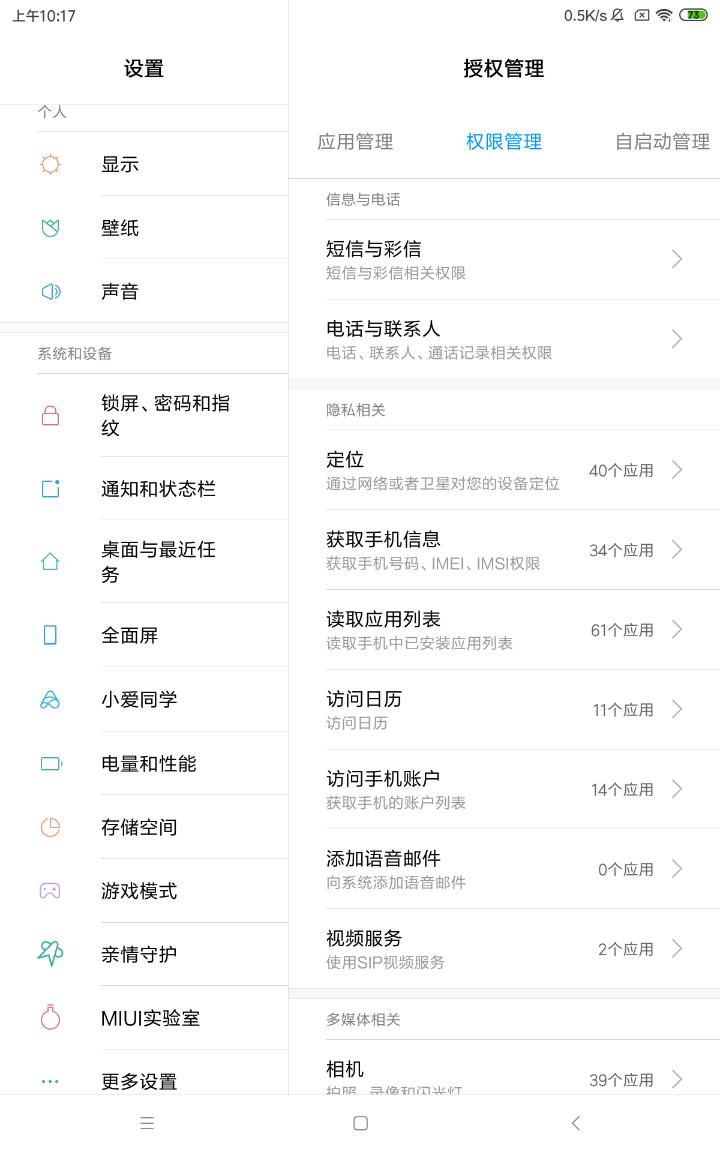 上午10:17
0.5K/s
73
设置
个人
显示
壁纸
声音
系统和设备
锁屏、密码和指
纹
通知和状态栏
桌面与最近任
务
全面屏
小爱同学
电量和性能
存储空间
游戏模式
亲情守护
MIUI实验室
更多设置
授权管理
应用管理
权限管理
自启动管理
信息与电话
短信与彩信
短信与彩信相关权限
电话与联系人
电话、联系人、通话记录相关权限
隐私相关
定位
通过网络或者卫星对您的设备定位
40个应用
获取手机信息
获取手机号码、IMEI、IMSI权限
34个应用
读取应用列表
读取手机中已安装应用列表
61个应用
访问日历
访问日历
11个应用
访问手机账户
获取手机的账户列表
14个应用
添加语音邮件
向系统添加语音邮件
0个应用
视频服务
使用SIP视频服务
2个应用
多媒体相关
相机
拍照、录像和闪光灯
39个应用